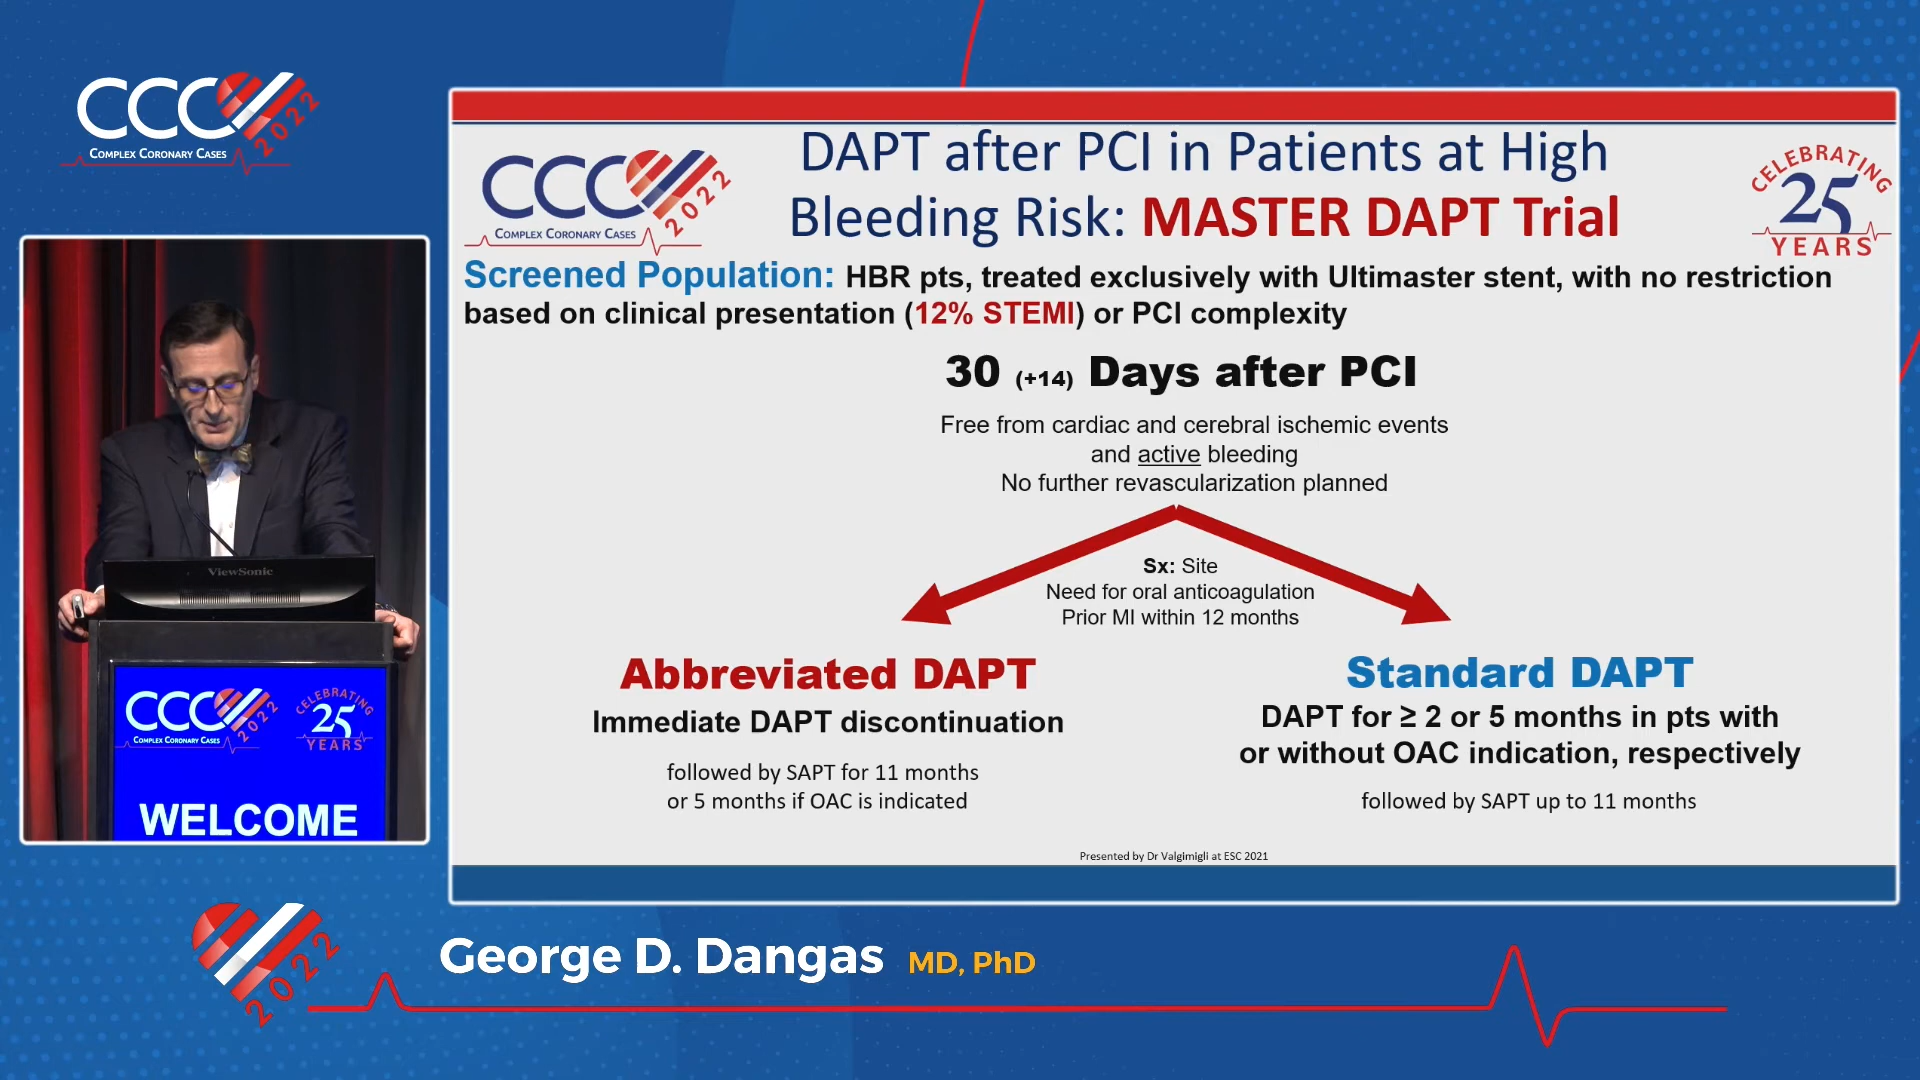 CCC
2022
COMPLEX CORONARY CASES
CCC
2022
COMPLEX CORONARY CASES
DAPT after PCI in Patients at High
Bleeding Risk: MASTER DAPT Trial
CELEBRATING
25
YEARS
Screened Population: HBR pts, treated exclusively with Ultimaster stent, with no restriction
based on clinical presentation (12% STEMI) or PCI complexity
30 (+14) Days after PCI
Free from cardiac and cerebral ischemic events
and active bleeding
No further revascularization planned
Sx: Site
Need for oral anticoagulation
Prior MI within 12 months
Abbreviated DAPT
Immediate DAPT discontinuation
followed by SAPT for 11 months
or 5 months if OAC is indicated
Standard DAPT
DAPT for ≥ 2 or 5 months in pts with
or without OAC indication, respectively
followed by SAPT up to 11 months
Presented by Dr Valgimigli at ESC 2021
ViewSonic
CCC
2022
COMPLEX CORONARY CASES
CELEBRATING
25
YEARS
WELCOME
2022
George D. Dangas MD, PhD